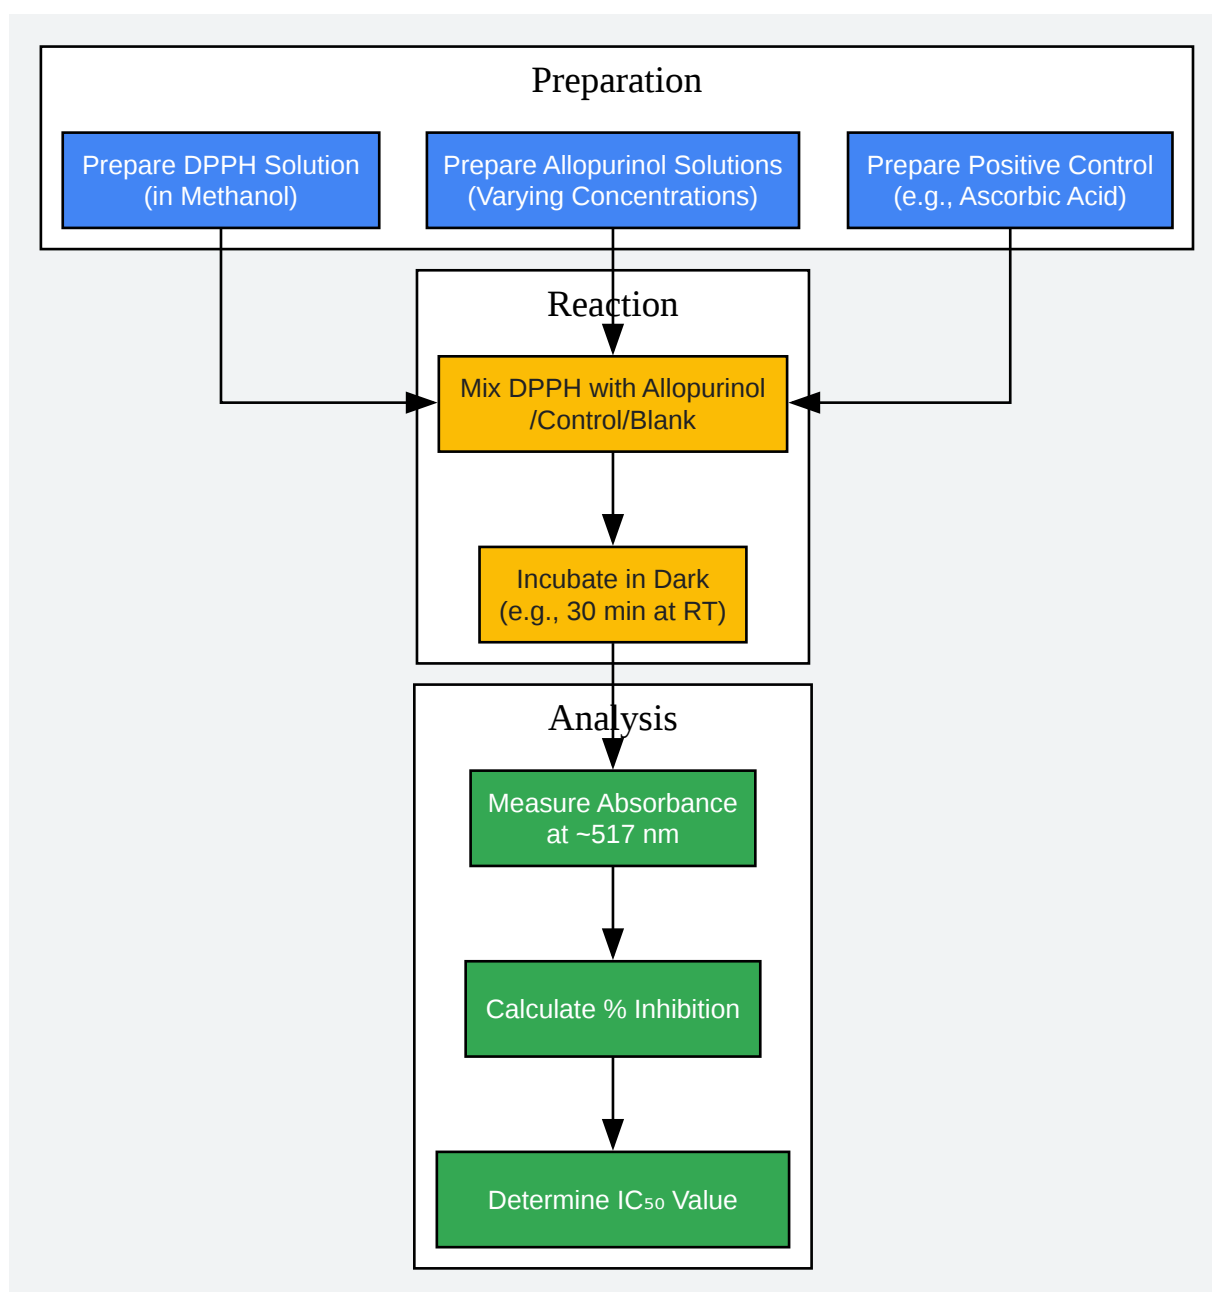 Preparation
Prepare DPPH Solution
(in Methanol)
Prepare Allopurinol Solutions
(Varying Concentrations)
Prepare Positive Control
(e.g., Ascorbic Acid)
Reaction
Mix DPPH with Allopurinol
/Control/Blank
Incubate in Dark
(e.g., 30 min at RT)
Analysis
Measure Absorbance
at ~517 nm
Calculate % Inhibition
Determine IC₅₀ Value